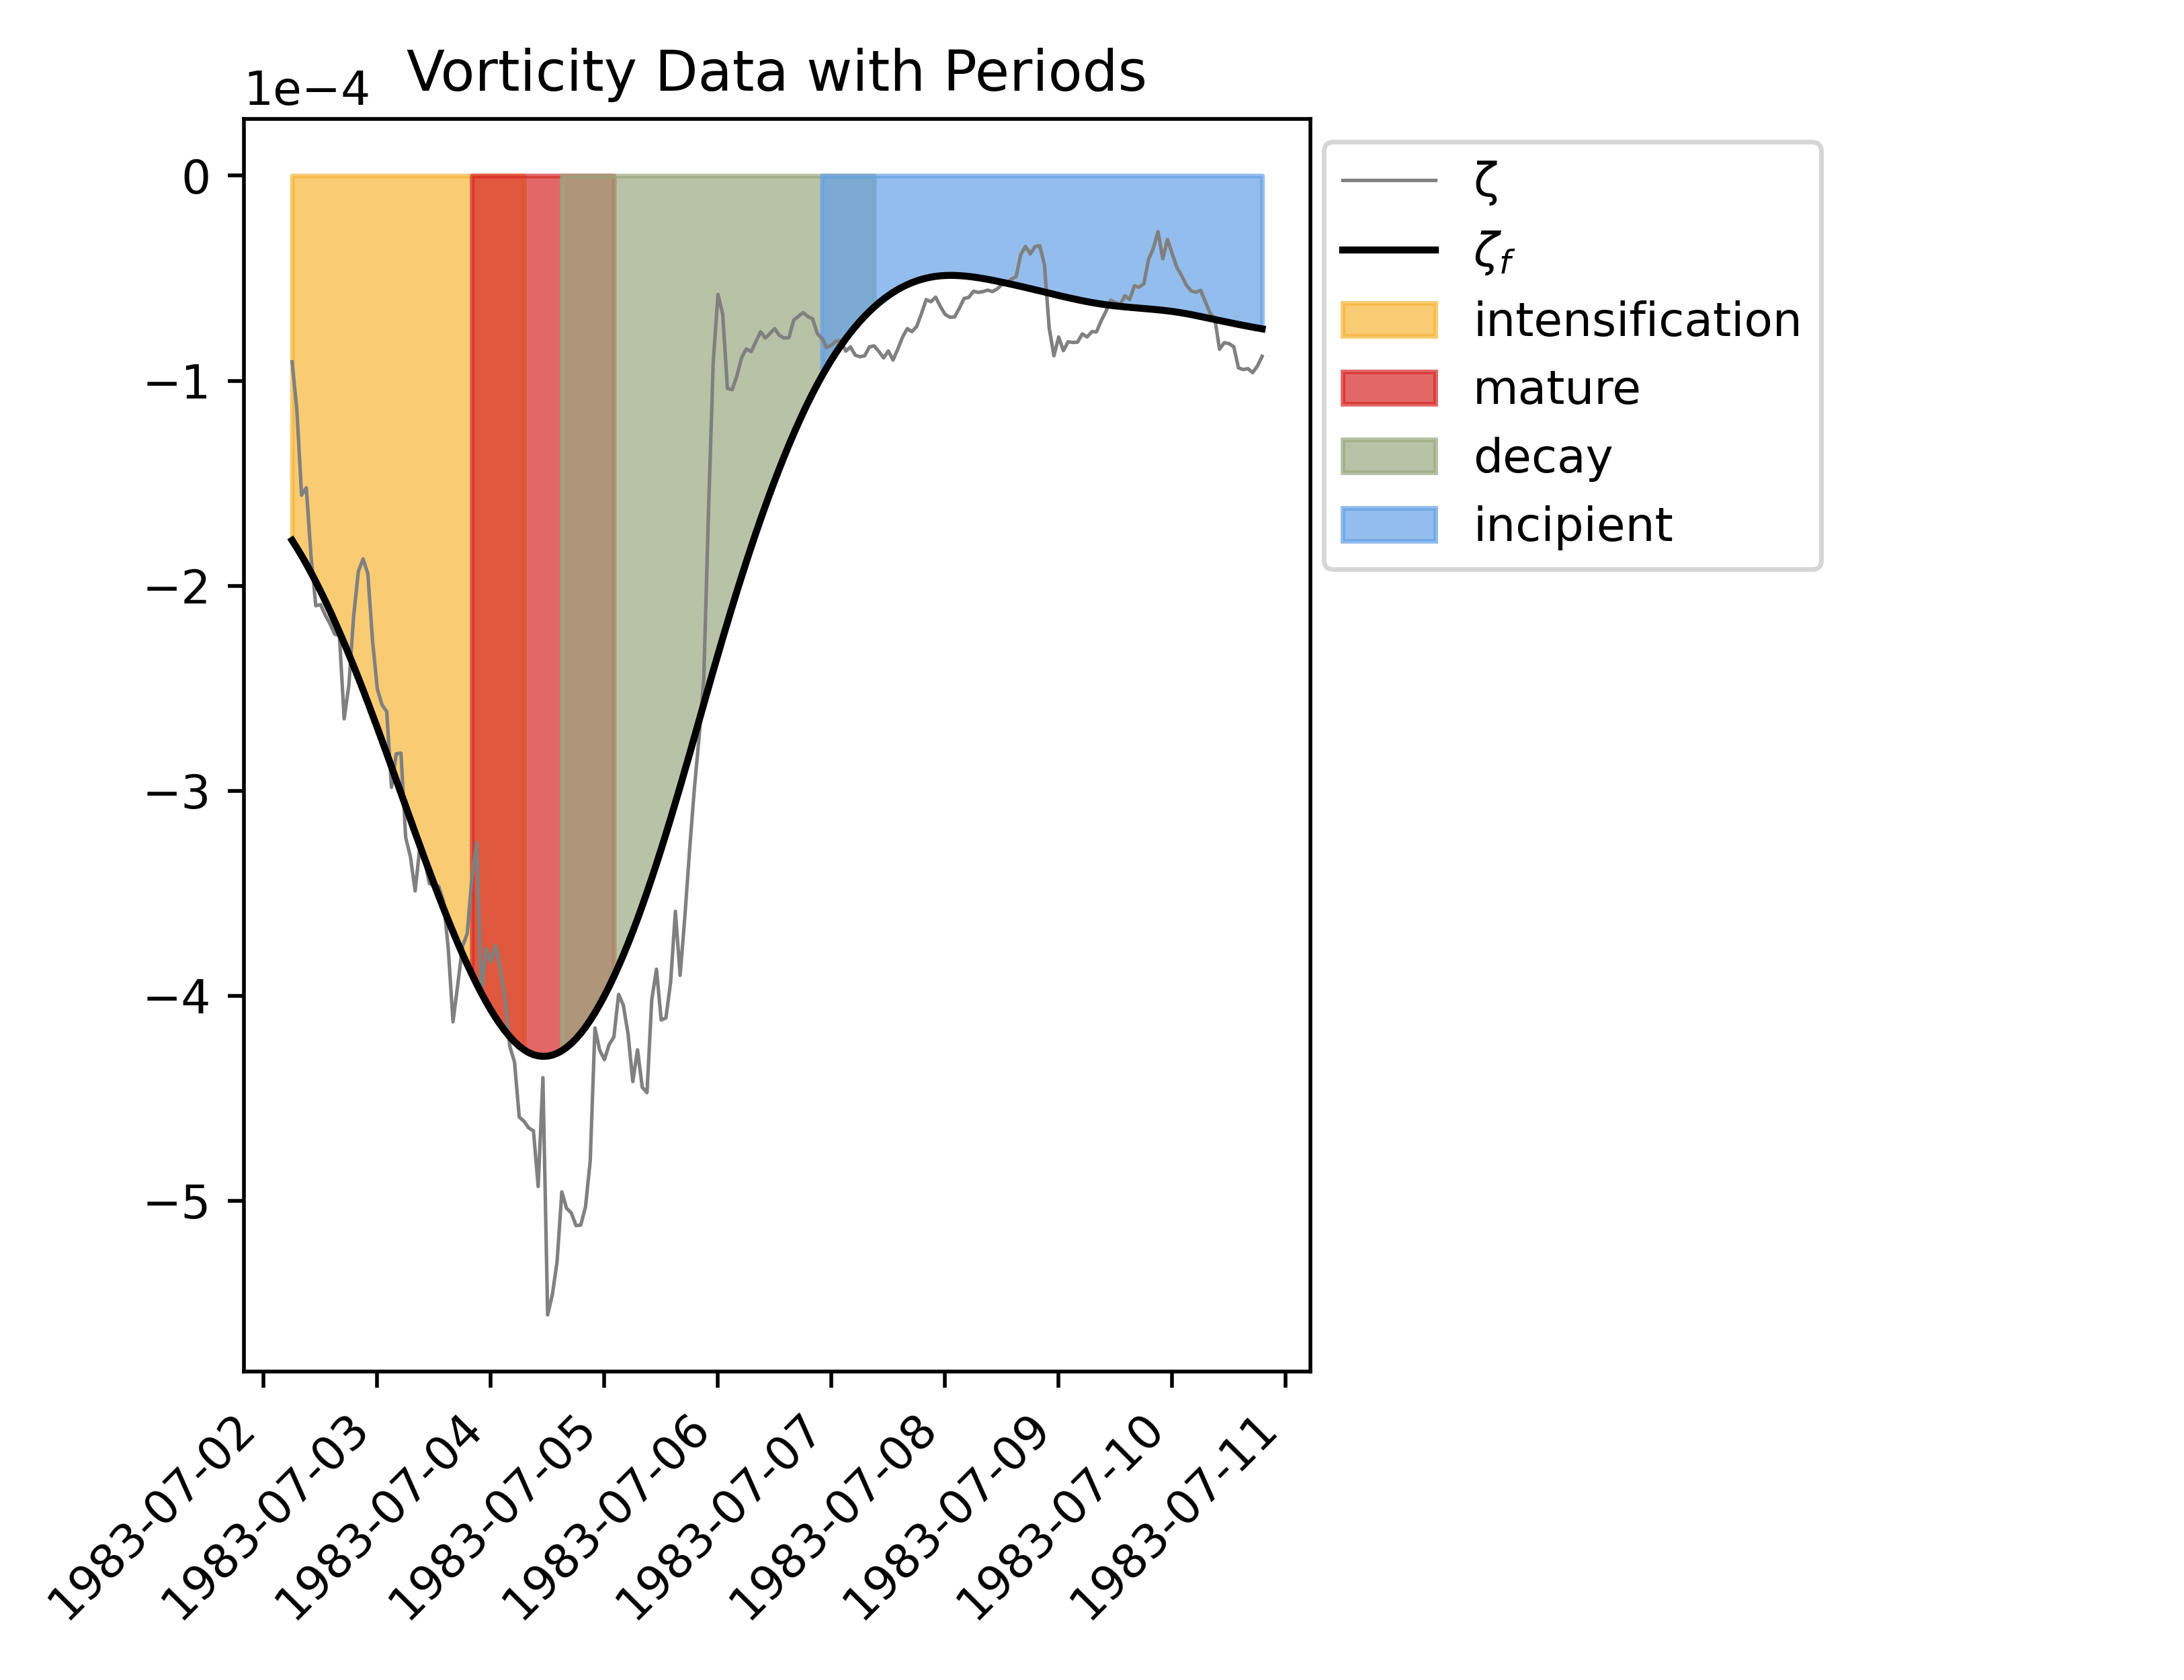 Vorticity Data with Periods
1e−4
0
−1
−2
−3
−4
−5
1983-07-02
1983-07-03
1983-07-04
1983-07-05
1983-07-06
1983-07-07
1983-07-08
1983-07-09
1983-07-10
1983-07-11
ζ
ζf
intensification
mature
decay
incipient